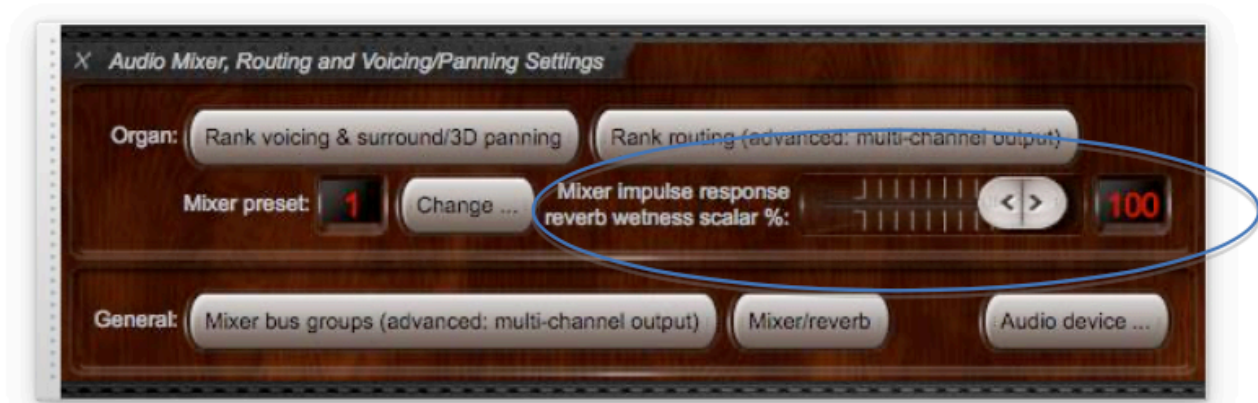 X Audio Mixer, Routing and Voicing/Panning Settings
Organ: Rank voicing & surround/3D panning Rank routing (advanced: multi-channel output)
Mixer preset: 1 Change ... Mixer impulse response
reverb wetness scalar %: < > 100
General: Mixer bus groups (advanced: multi-channel output) Mixer/reverb Audio device ...